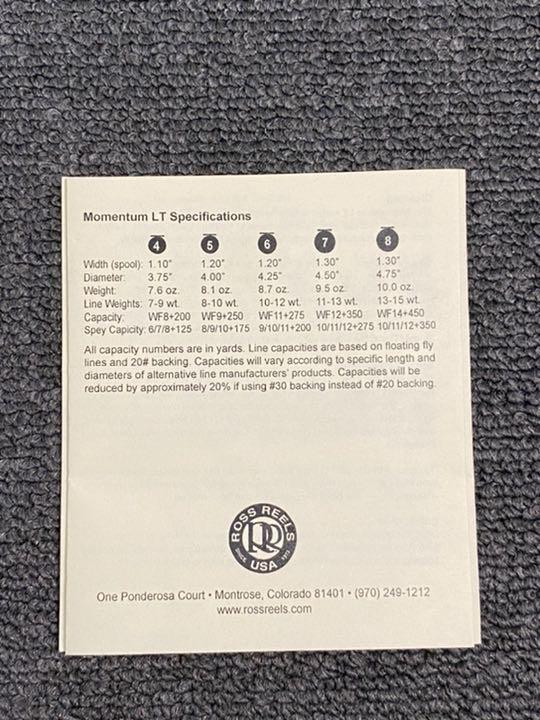 Momentum LT Specifications
4 5 6 7 8
Width (spool): 1.10" 1.20" 1.20" 1.30" 1.30"
Diameter: 3.75" 4.00" 4.25" 4.50" 4.75"
Weight: 7.6 oz. 8.1 oz. 8.7 oz. 9.5 oz. 10.0 oz.
Line Weights: 7-9 wt. 8-10 wt. 10-12 wt. 11-13 wt. 13-15 wt.
Capacity: WF8+200 WF9+250 WF11+275 WF12+350 WF14+450
Spey Capicity: 6/7/8+125 8/9/10+175 9/10/11+200 10/11/12+275 10/11/12+350
All capacity numbers are in yards. Line capacities are based on floating fly
lines and 20# backing. Capacities will vary according to specific length and
diameters of alternative line manufacturers' products. Capacities will be
reduced by approximately 20% if using #30 backing instead of #20 backing.
ROSS REELS
R
SINCE 1973
USA
One Ponderosa Court • Montrose, Colorado 81401 • (970) 249-1212
www.rossreels.com